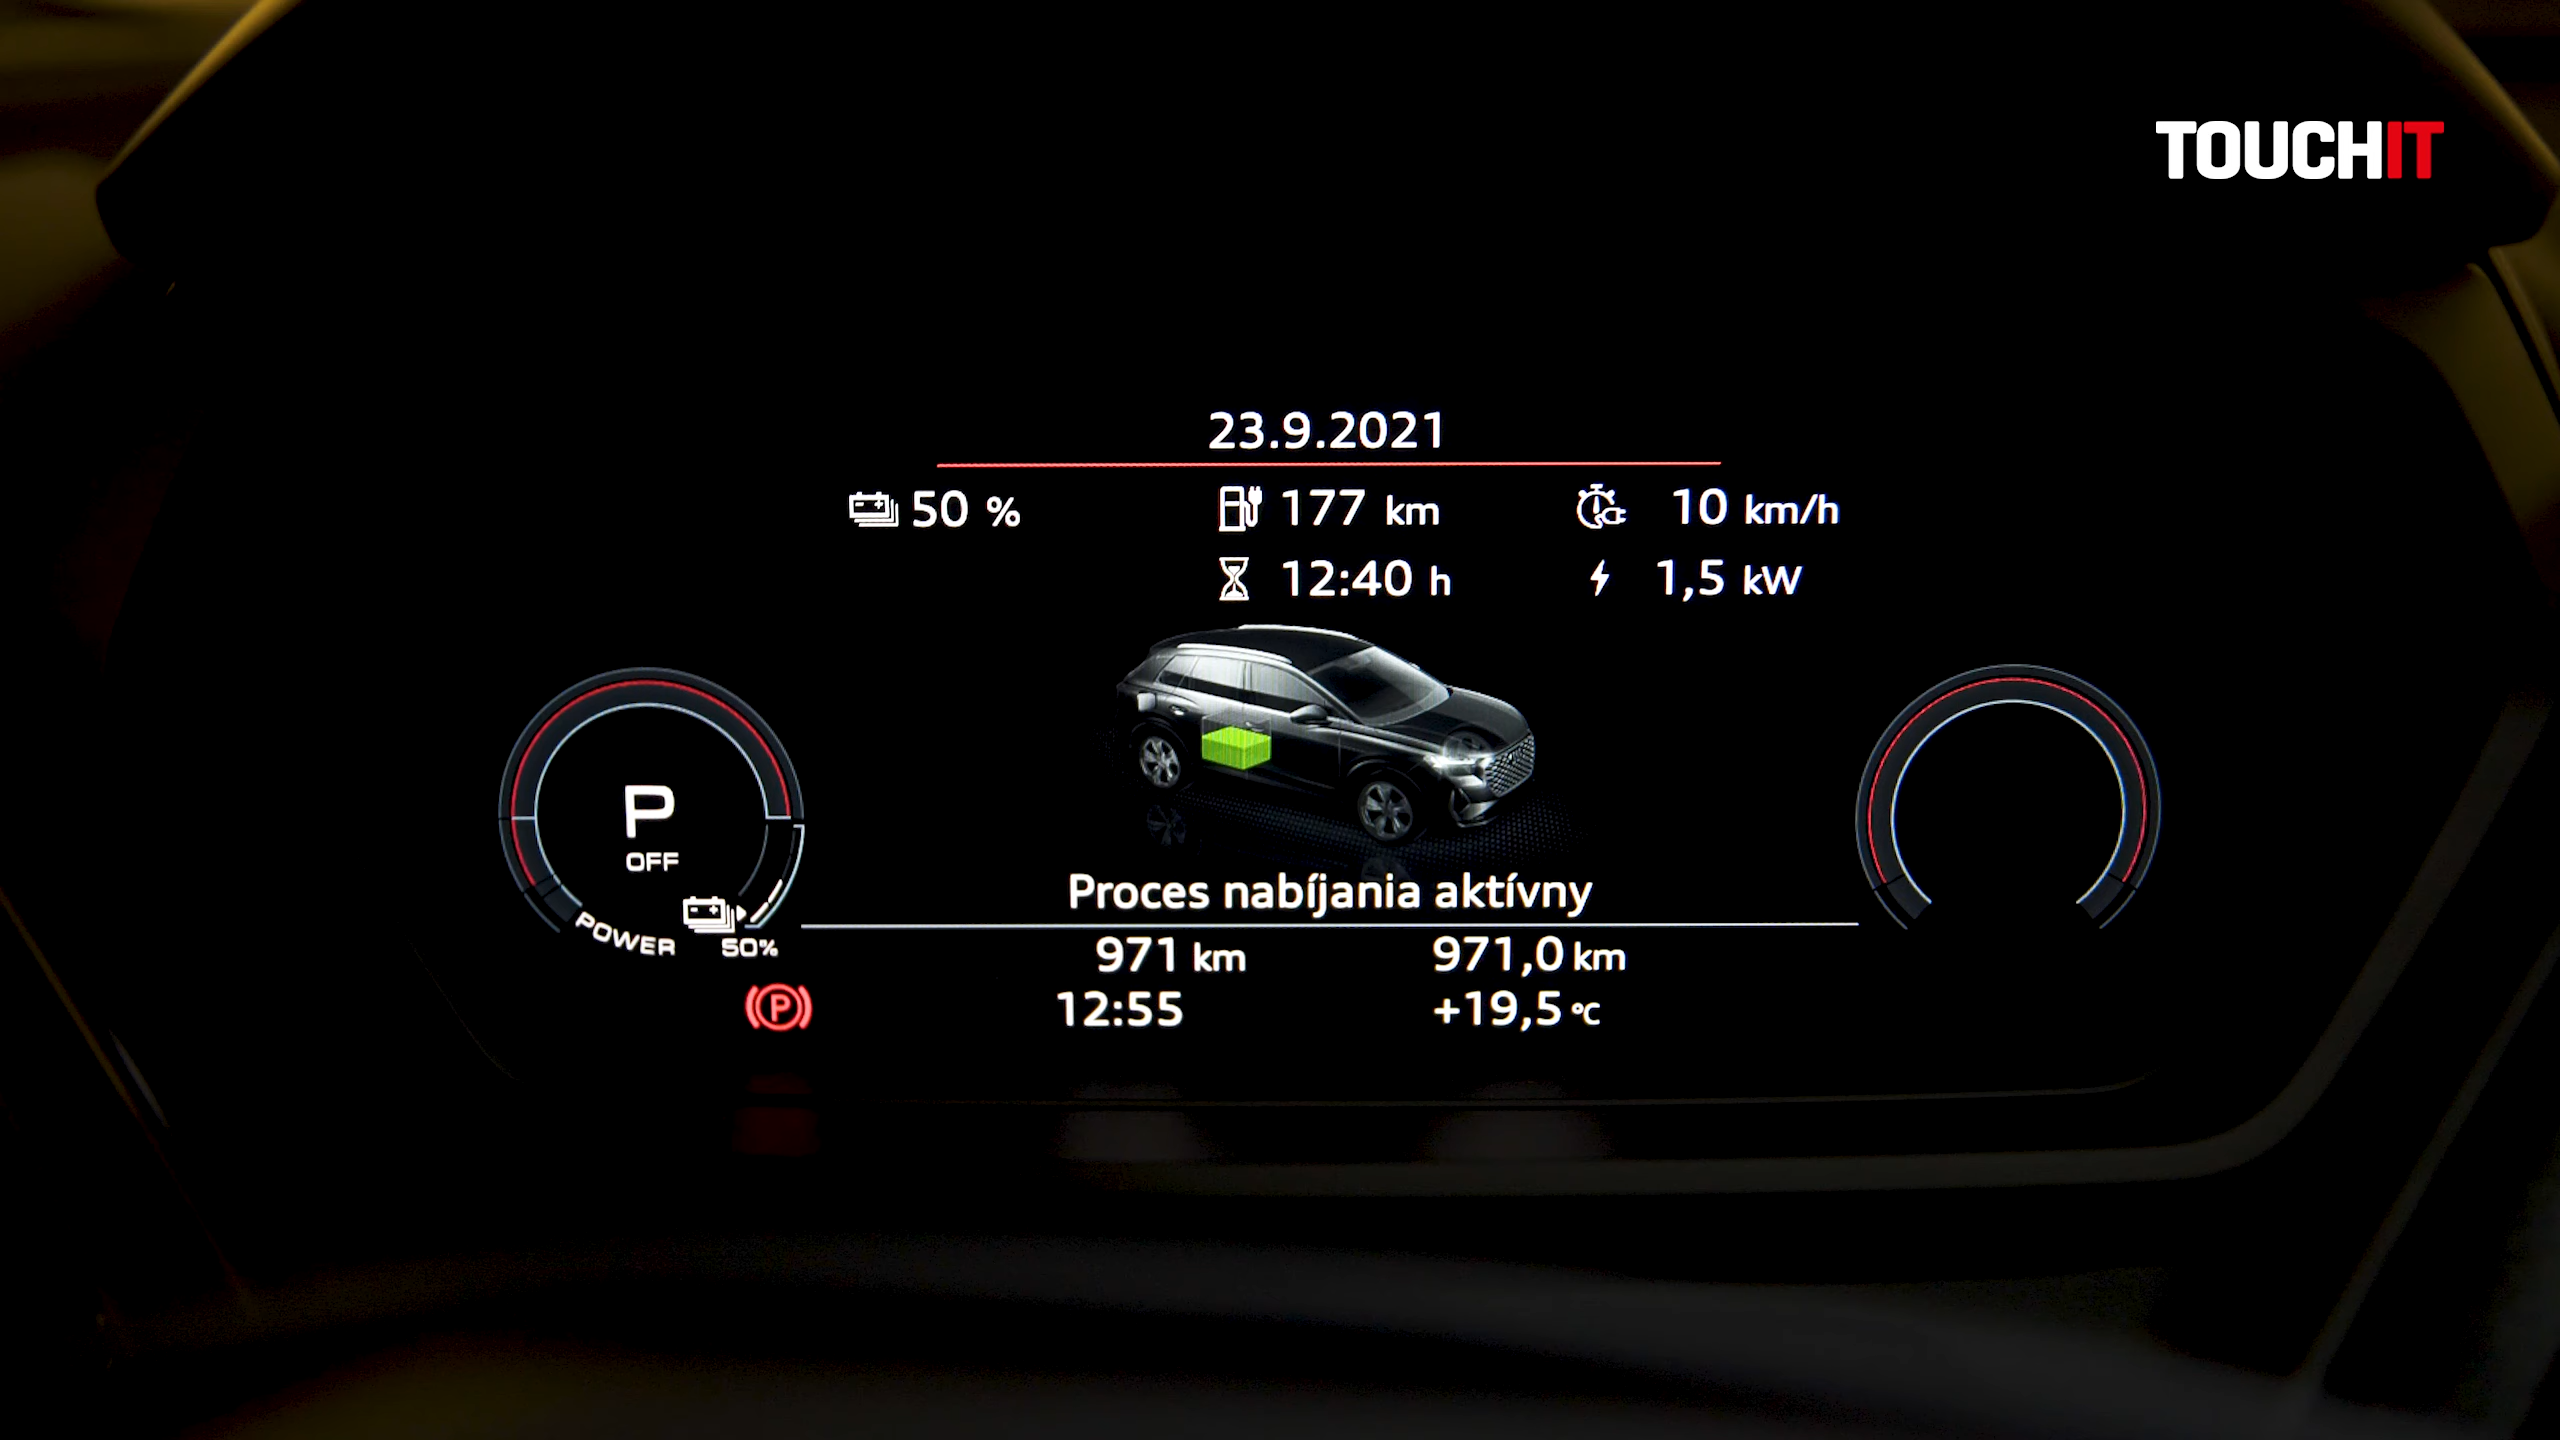 TOUCHIT
23.9.2021
50 % 177 km 10 km/h
12:40 h 1,5 kW
P
OFF
POWER 50%
Proces nabíjania aktívny
971 km 971,0 km
12:55 +19,5 °C
P